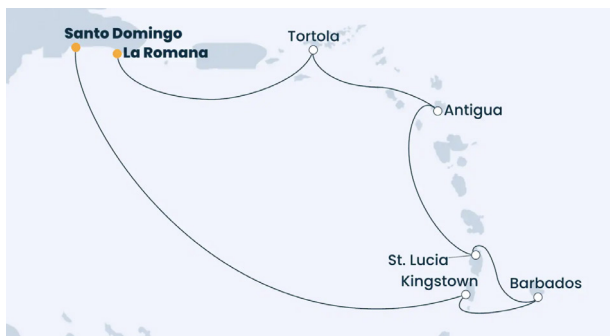 Santo Domingo
La Romana
Tortola
Antigua
St. Lucia
Kingstown
Barbados